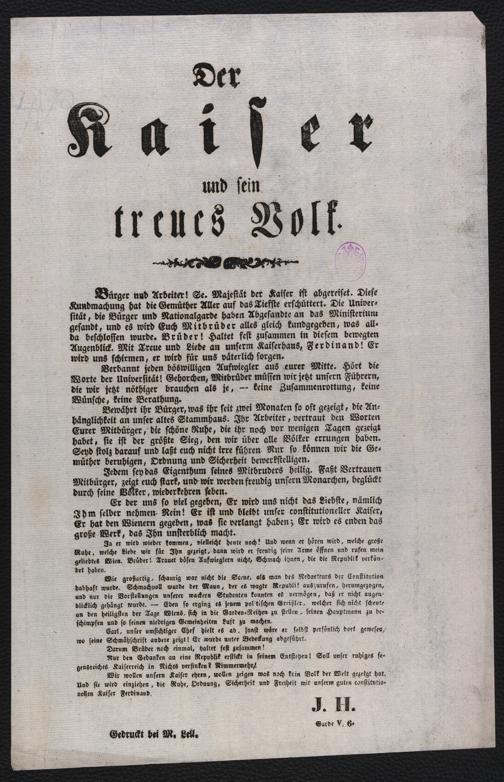 Der
Kaiser
und sein
treues Volk.
Bürger und Arbeiter! Se. Majestät der Kaiser ist abgereiset. Diese
Kundmachung hat die Gemüther Aller auf das Tiefste erschüttert. Die Univer-
sität, die Bürger und Nationalgarde haben Abgesandte an das Ministerium
gesandt, und es wird Euch Mitbrüder alles gleich kundgegeben, was all-
da beschlossen wurde. Brüder! Haltet fest zusammen in diesem bewegten
Augenblick. Mit Treue und Liebe an unserm Kaiserhaus, Ferdinand! Er
wird uns schirmen, er wird für uns väterlich sorgen.
Verbannt jeden böswilligen Aufwiegler aus eurer Mitte. Hört die
Worte der Universität! Gehorchen, Mitbrüder müssen wir jetzt unsern Führern,
die wir jetzt nöthiger brauchen als je, — keine Zusammenrottung, keine
Wünsche, keine Berathung.
Bewährt ihr Bürger, was ihr seit zwei Monaten so oft gezeigt, die An-
hänglichkeit an unser altes Stammhaus. Ihr Arbeiter, vertraut den Worten
Eurer Mitbürger, die schöne Ruhe, die ihr noch vor wenigen Tagen gezeigt
habet, sie ist der größte Sieg, den wir über alle Völker errungen haben.
Seyd stolz darauf und laßt euch nicht irre führen. Nur so können wir die Ge-
müther beruhigen, Ordnung und Sicherheit bewerkstelligen.
Jedem sey das Eigenthum seines Mitbruders heilig. Faßt Vertrauen
Mitbürger, zeigt euch stark, und wir werden freudig unsern Monarchen, beglückt
durch seine Völker, wiederkehren sehen.
Er der uns so viel gegeben, Er wird uns nicht das Liebste, nämlich
Ihm selber nehmen. Nein! Er ist und bleibt unser constitutioneller Kaiser,
Er hat den Wienern gegeben, was sie verlangt haben; Er wird es enden das
große Werk, das Ihn unsterblich macht.
Ja er wird wieder kommen, vielleicht heute noch! Und wenn er hören wird, welche große
Ruhe, welche Liebe wir für Ihn gezeigt, dann wird er freudig seine Arme öffnen und rufen mein
geliebtes Wien. Brüder! Trauet bösen Aufwieglern nicht, Schmach ihnen, die die Republik verkün-
det haben.
Wie großartig, schaurig war nicht die Scene, als man des Redacteurs der Constitution
habhaft wurde. Schmachvoll wurde der Mann, der es wagte Republik auszurufen, herumgezogen,
und nur die Vorstellungen unserer wackern Studenten konnten es vermögen, daß er nicht augen-
blicklich gehängt wurde. — Eben so erging es jenem politischen Grisler, welcher sich nicht scheute
an den heiligsten der Tage Wiens, sich in die Garden-Reihen zu stellen, seinen Hauptmann zu be-
schimpfen und so seinen niedrigen Gemeinheiten Luft zu machen.
Carl, unser umsichtiger Chef hieß es ab, sonst wäre er selbst persönlich dort gewesen,
wo seine Schmähschrift anders zeigt! Er wurde unter Bedeckung abgeführt.
Darum Brüder noch einmal, haltet fest zusammen!
Nur den Gedanken an eine Republik erstickt in seinem Entstehen! Soll unser ruhiges se-
gensreiches Kaiserreich in Nichts versinken? Nimmermehr!
Wir wollen unsern Kaiser ehren, wollen zeigen was noch kein Volk der Welt gezeigt hat.
Und sie wird einziehen, die Ruhe, Ordnung, Sicherheit und Freiheit mit unserm guten constitutio-
nellen Kaiser Ferdinand.
J. H.
Garde V. 6.
Gedruckt bei M. Lell.